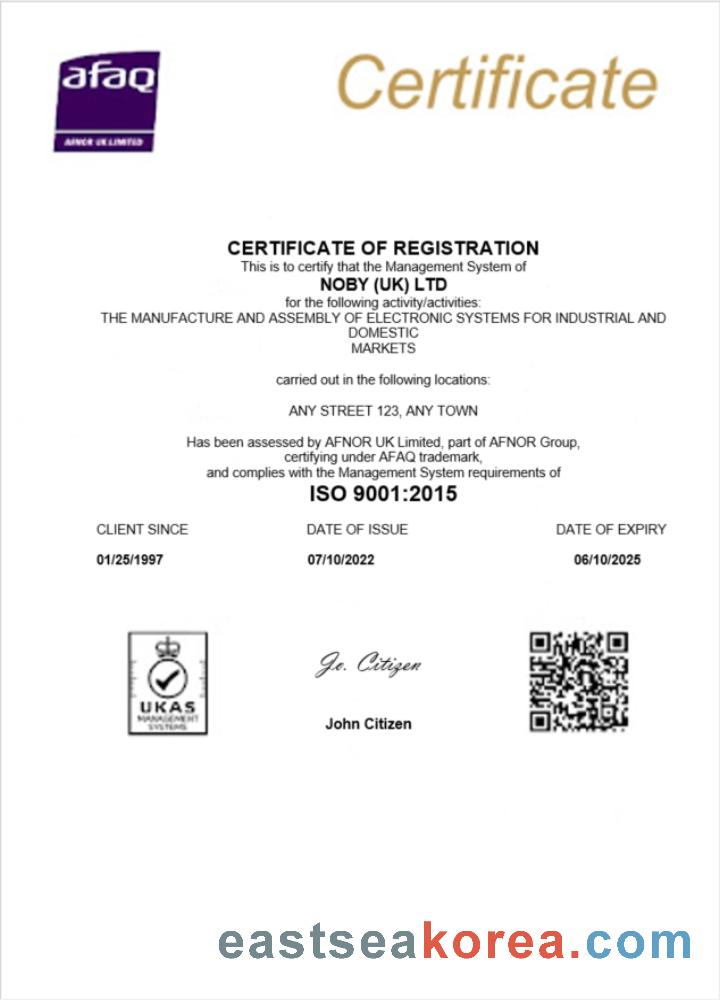 afaq
AFNOR UK LIMITED
Certificate
CERTIFICATE OF REGISTRATION
This is to certify that the Management System of
NOBY (UK) LTD
for the following activity/activities:
THE MANUFACTURE AND ASSEMBLY OF ELECTRONIC SYSTEMS FOR INDUSTRIAL AND
DOMESTIC
MARKETS
carried out in the following locations:
ANY STREET 123, ANY TOWN
Has been assessed by AFNOR UK Limited, part of AFNOR Group,
certifying under AFAQ trademark,
and complies with the Management System requirements of
ISO 9001:2015
CLIENT SINCE DATE OF ISSUE DATE OF EXPIRY
01/25/1997 07/10/2022 06/10/2025
UKAS
MANAGEMENT
SYSTEMS
Jo. Citizen
John Citizen
eastseakorea.com